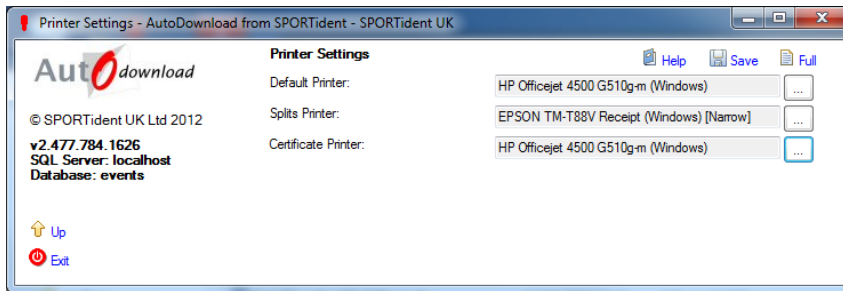 Printer Settings - AutoDownload from SPORTident - SPORTident UK
AutOdownload
© SPORTident UK Ltd 2012
v2.477.784.1626
SQL Server: localhost
Database: events
Up
Exit
Printer Settings
Help Save Full
Default Printer: HP Officejet 4500 G510g-m (Windows) ...
Splits Printer: EPSON TM-T88V Receipt (Windows) [Narrow] ...
Certificate Printer: HP Officejet 4500 G510g-m (Windows) ...